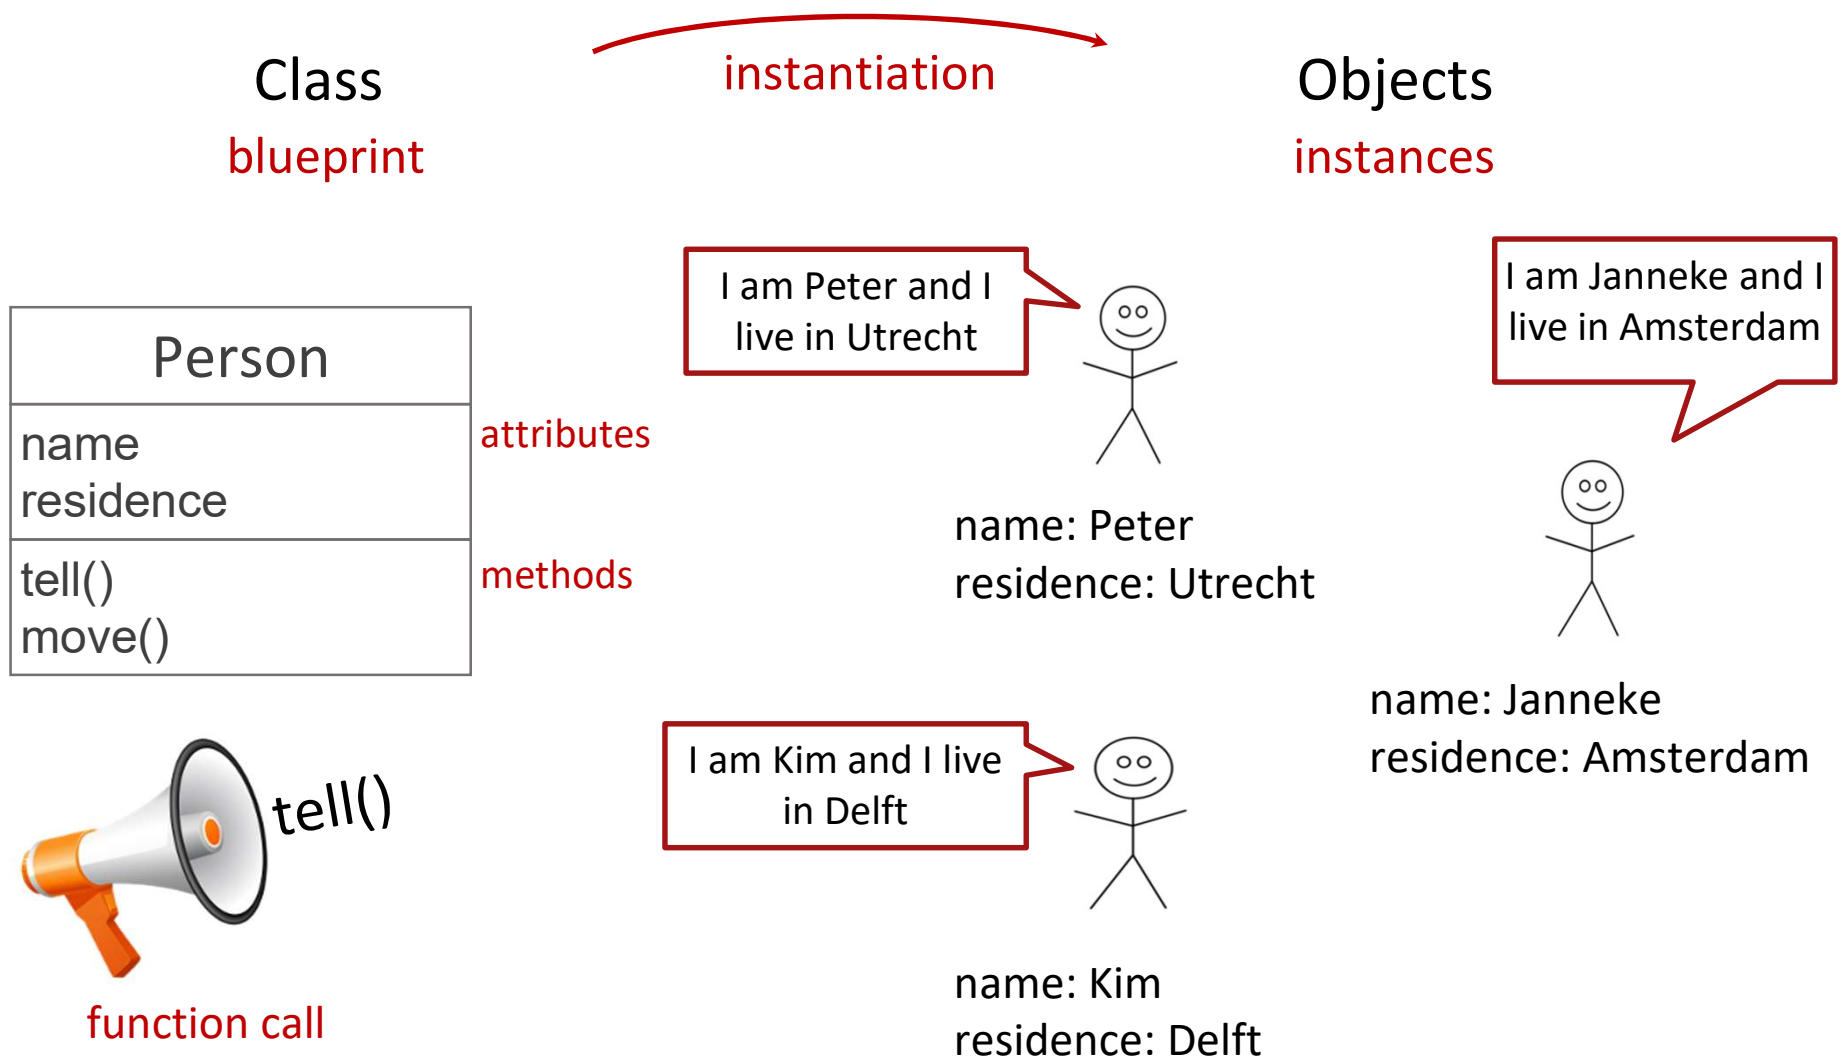 Class
instantiation
Objects
blueprint
instances
Person
name
residence
attributes
tell()
move()
methods
tell()
function call
I am Peter and I
live in Utrecht
name: Peter
residence: Utrecht
I am Janneke and I
live in Amsterdam
name: Janneke
residence: Amsterdam
I am Kim and I live
in Delft
name: Kim
residence: Delft